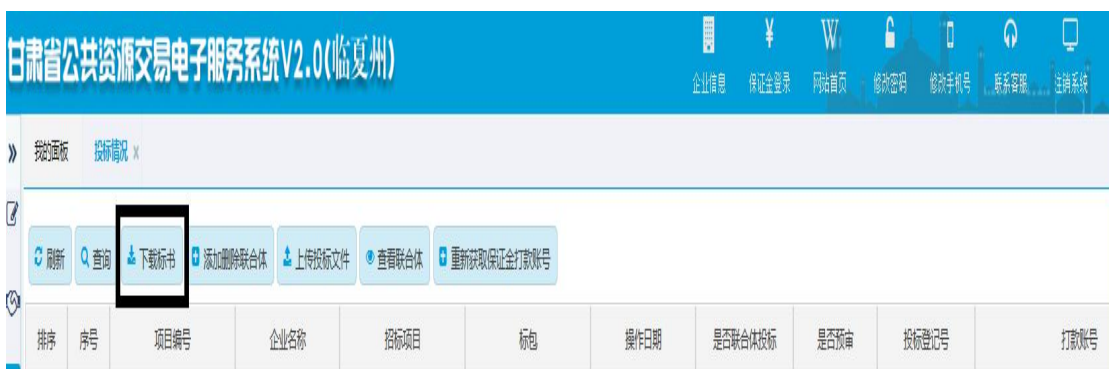 甘肃省公共资源交易电子服务系统V2.0(临夏州)
企业信息 保证金登录 网站首页 修改密码 修改手机号 联系客服 注销系统
我的面板 投标情况 ×
刷新 查询 下载标书 添加删除联合体 上传投标文件 查看联合体 重新获取保证金打款账号
排序 序号 项目编号 企业名称 招标项目 标包 操作日期 是否联合体投标 是否预审 投标登记号 打款账号